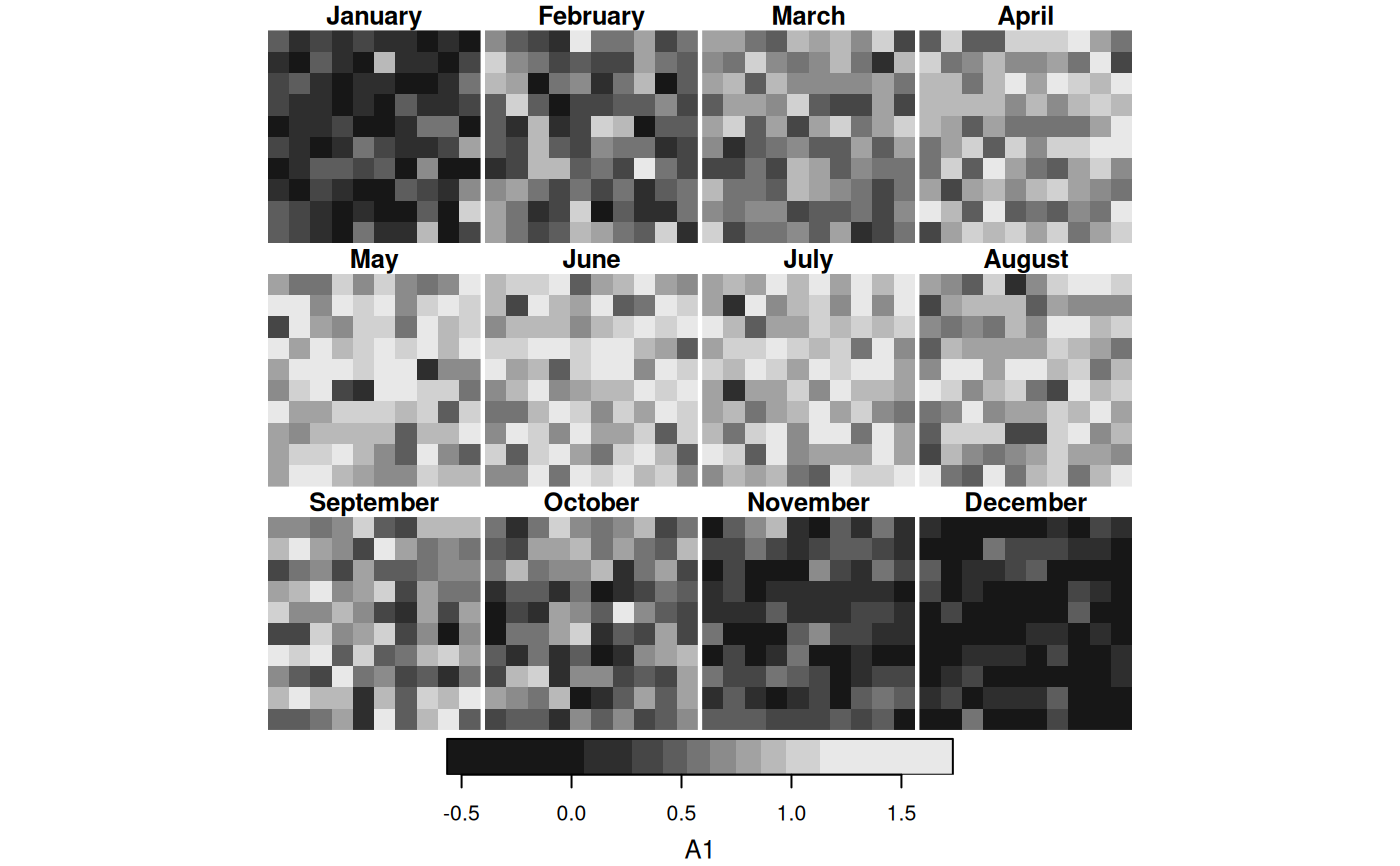 January February March April
May June July August
September October November December
-0.5 0.0 0.5 1.0 1.5
A1